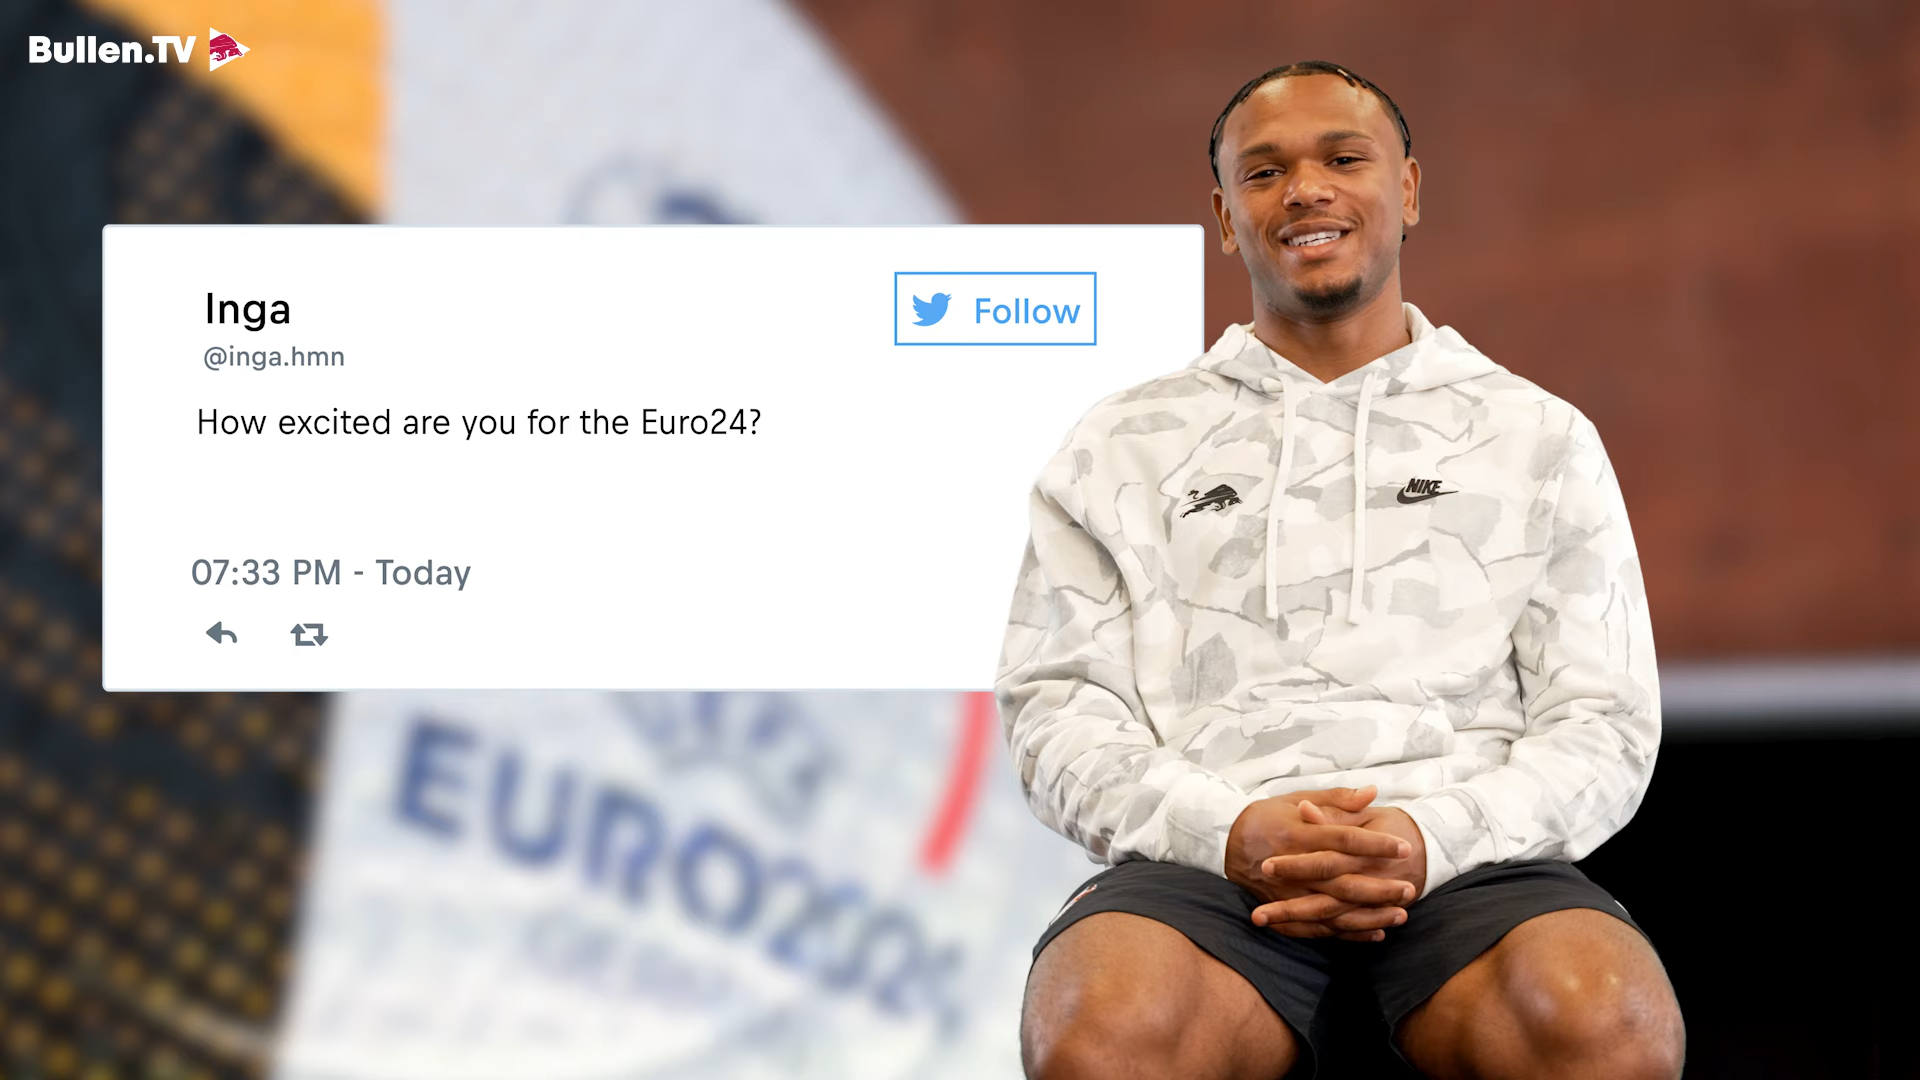 Bullen.TV
Inga
Follow
@inga.hmn
How excited are you for the Euro24?
NIKE
07:33 PM - Today
UEFA
EURO2024